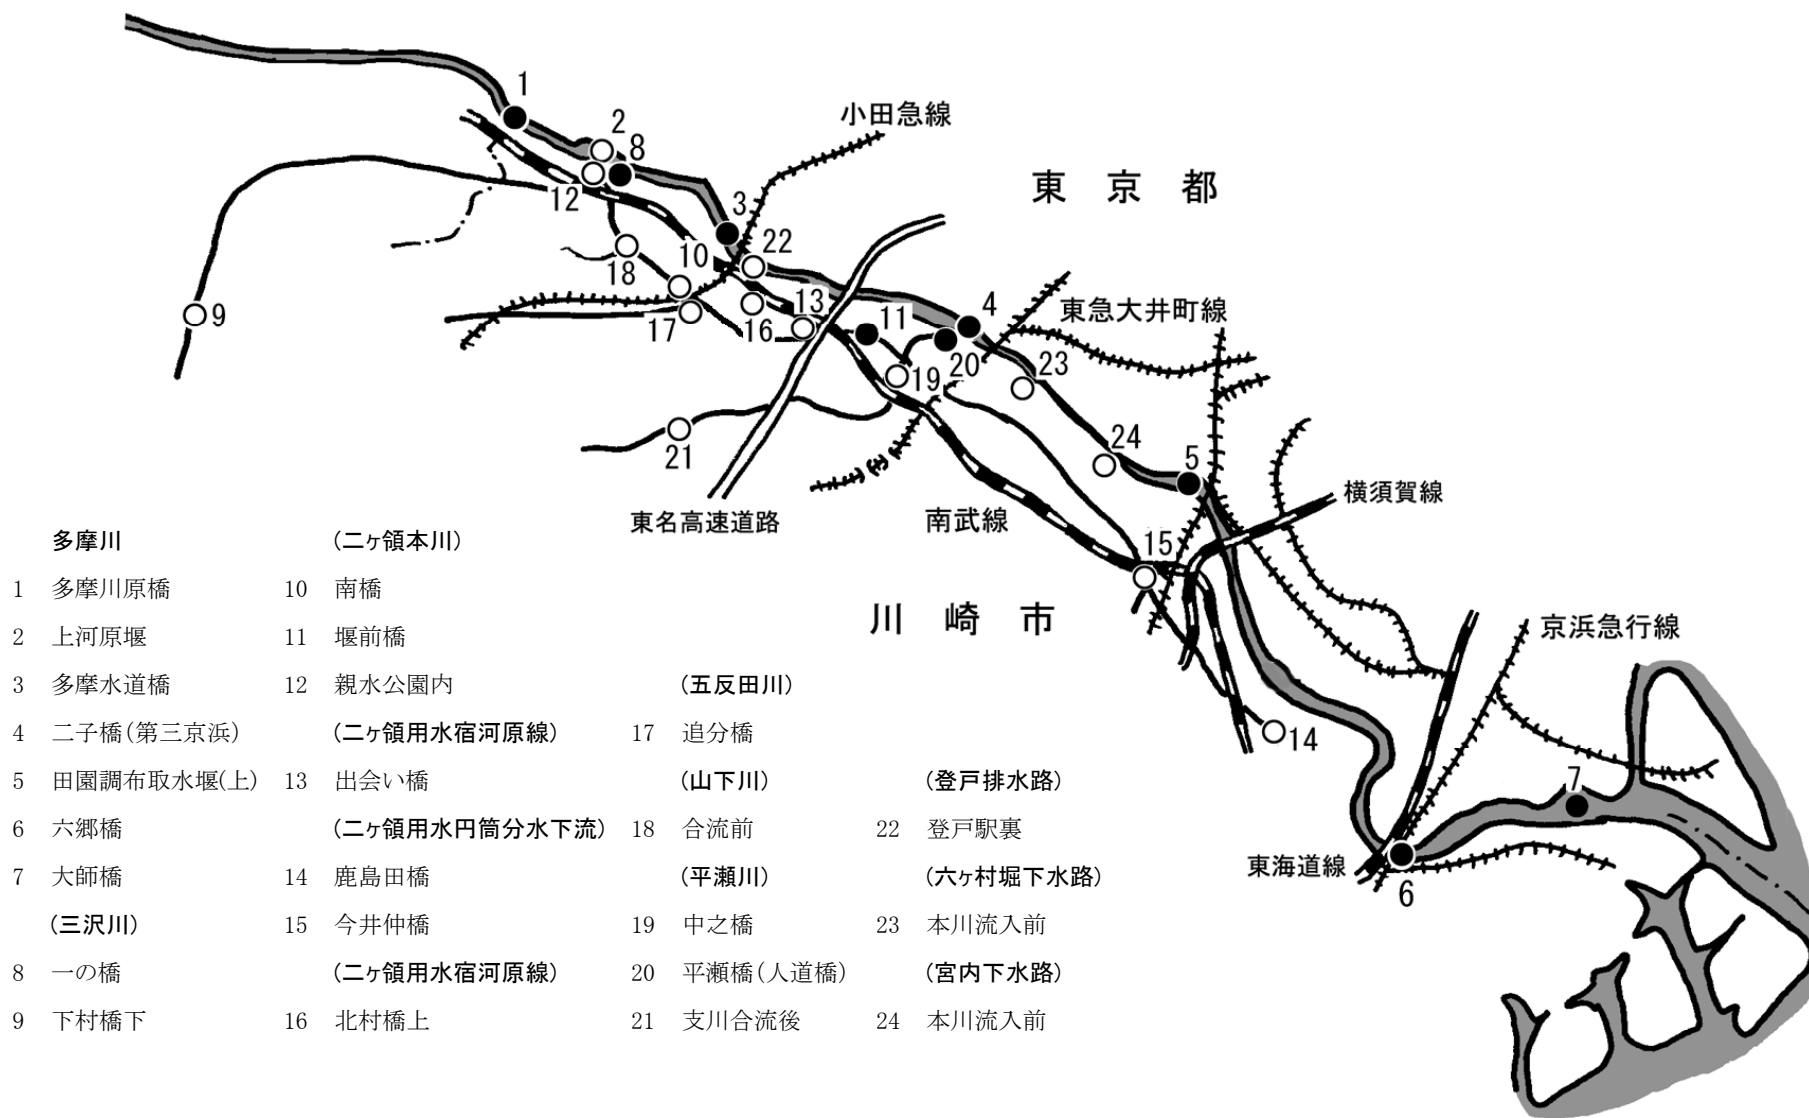 1
2
8
12
小田急線
東 京 都
3
22
10
18
9
17
16
13
11
4
東急大井町線
19
20
23
21
24
5
横須賀線
東名高速道路
南武線
15
川 崎 市
京浜急行線
14
7
東海道線
6
多摩川
1 多摩川原橋
2 上河原堰
3 多摩水道橋
4 二子橋(第三京浜)
5 田園調布取水堰(上)
6 六郷橋
7 大師橋
(三沢川)
8 一の橋
9 下村橋下
(二ヶ領本川)
10 南橋
11 堰前橋
12 親水公園内
(二ヶ領用水宿河原線)
13 出会い橋
(二ヶ領用水円筒分水下流)
14 鹿島田橋
15 今井仲橋
(二ヶ領用水宿河原線)
16 北村橋上
(五反田川)
17 追分橋
(山下川)
18 合流前
(平瀬川)
19 中之橋
20 平瀬橋(人道橋)
21 支川合流後
(登戸排水路)
22 登戸駅裏
(六ヶ村堀下水路)
23 本川流入前
(宮内下水路)
24 本川流入前